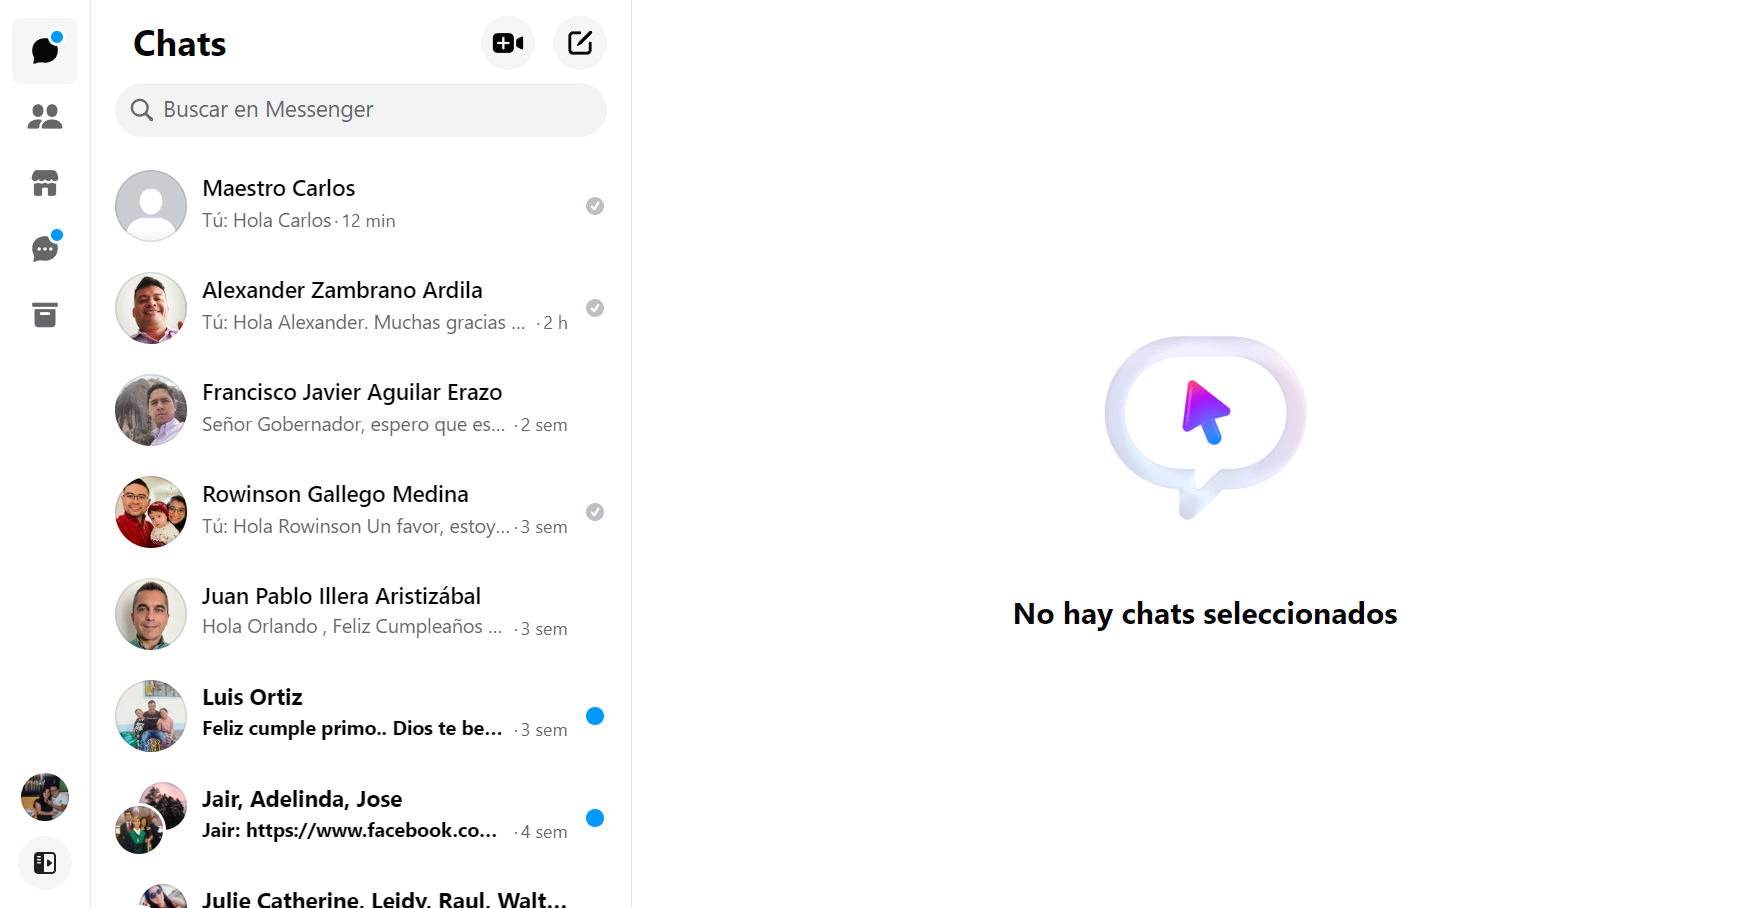 Chats
Buscar en Messenger
Maestro Carlos
Tú: Hola Carlos · 12 min
Alexander Zambrano Ardila
Tú: Hola Alexander. Muchas gracias ... · 2 h
Francisco Javier Aguilar Erazo
Señor Gobernador, espero que es... · 2 sem
Rowinson Gallego Medina
Tú: Hola Rowinson Un favor, estoy... · 3 sem
Juan Pablo Illera Aristizábal
Hola Orlando , Feliz Cumpleaños ... · 3 sem
Luis Ortiz
Feliz cumple primo.. Dios te be... · 3 sem
Jair, Adelinda, Jose
Jair: https://www.facebook.co... · 4 sem
Julie Catherine, Leidy, Raul, Walt...
No hay chats seleccionados